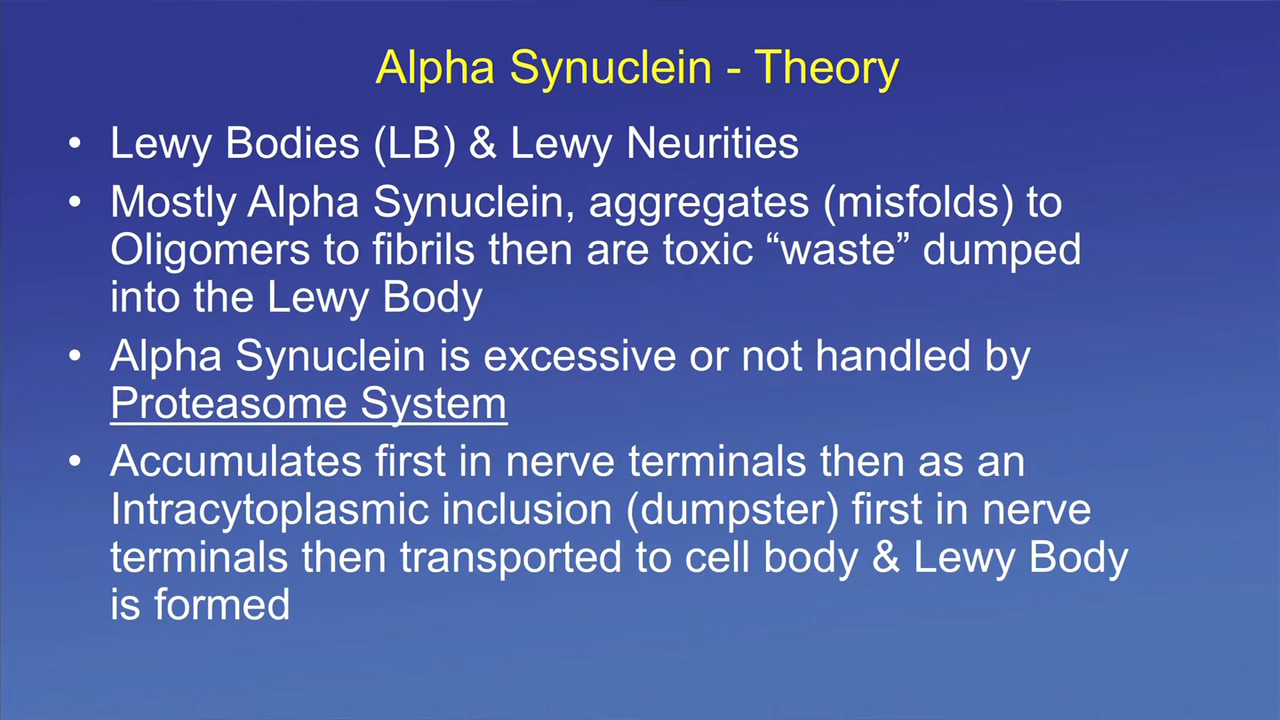 Alpha Synuclein - Theory
• Lewy Bodies (LB) & Lewy Neurities
• Mostly Alpha Synuclein, aggregates (misfolds) to
Oligomers to fibrils then are toxic “waste” dumped
into the Lewy Body
• Alpha Synuclein is excessive or not handled by
Proteasome System
• Accumulates first in nerve terminals then as an
Intracytoplasmic inclusion (dumpster) first in nerve
terminals then transported to cell body & Lewy Body
is formed